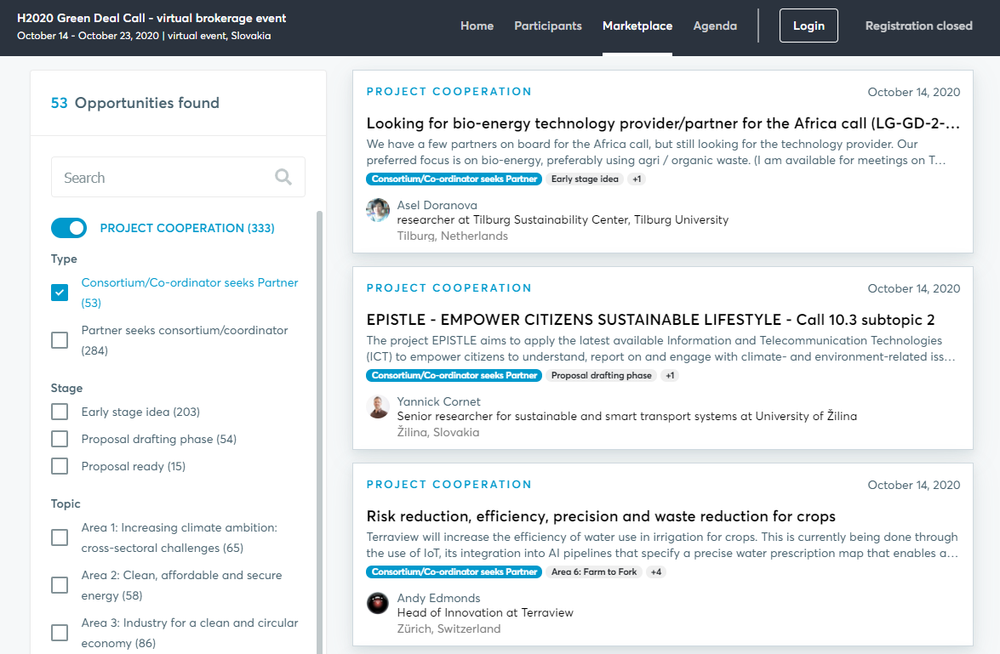 H2020 Green Deal Call - virtual brokerage event
October 14 - October 23, 2020 | virtual event, Slovakia
Home
Participants
Marketplace
Agenda
Login
Registration closed
53 Opportunities found
Search
PROJECT COOPERATION (333)
Type
Consortium/Co-ordinator seeks Partner
(53)
Partner seeks consortium/coordinator
(284)
Stage
Early stage idea (203)
Proposal drafting phase (54)
Proposal ready (15)
Topic
Area 1: Increasing climate ambition:
cross-sectoral challenges (65)
Area 2: Clean, affordable and secure
energy (58)
Area 3: Industry for a clean and circular
economy (86)
PROJECT COOPERATION
October 14, 2020
Looking for bio-energy technology provider/partner for the Africa call (LG-GD-2-...
We have a few partners on board for the Africa call, but still looking for the technology provider. Our
preferred focus is on bio-energy, preferably using agri / organic waste. (I am available for meetings on T...
Consortium/Co-ordinator seeks Partner
Early stage idea
+1
Asel Doranova
researcher at Tilburg Sustainability Center, Tilburg University
Tilburg, Netherlands
PROJECT COOPERATION
October 14, 2020
EPISTLE - EMPOWER CITIZENS SUSTAINABLE LIFESTYLE - Call 10.3 subtopic 2
The project EPISTLE aims to apply the latest available Information and Telecommunication Technologies
(ICT) to empower citizens to understand, report on and engage with climate- and environment-related iss...
Consortium/Co-ordinator seeks Partner
Proposal drafting phase
+1
Yannick Cornet
Senior researcher for sustainable and smart transport systems at University of Žilina
Žilina, Slovakia
PROJECT COOPERATION
October 14, 2020
Risk reduction, efficiency, precision and waste reduction for crops
Terraview will increase the efficiency of water use in irrigation for crops. This is currently being done through
the use of IoT, its integration into AI pipelines that specify a precise water prescription map that enables a...
Consortium/Co-ordinator seeks Partner
Area 6: Farm to Fork
+4
Andy Edmonds
Head of Innovation at Terraview
Zürich, Switzerland